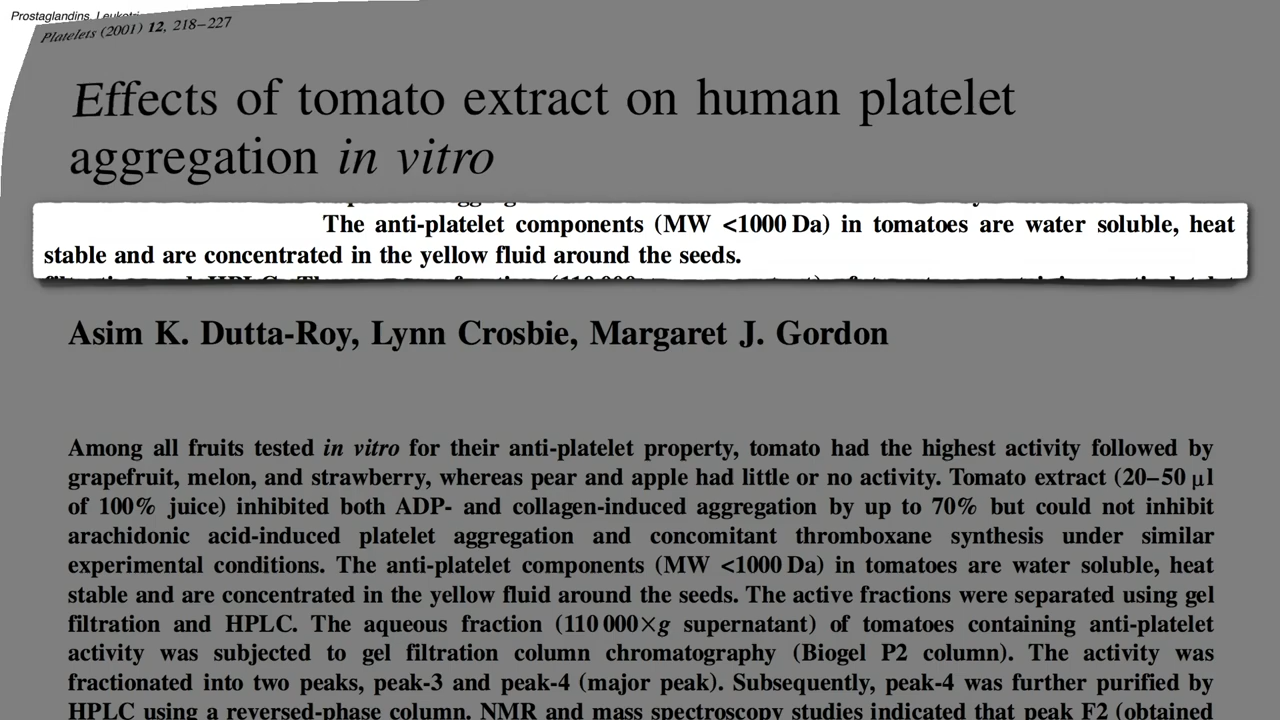 Prostaglandins,
Platelets (2001) 12, 218–227
Effects of tomato extract on human platelet
aggregation in vitro
The anti-platelet components (MW <1000 Da) in tomatoes are water soluble, heat
stable and are concentrated in the yellow fluid around the seeds.
Asim K. Dutta-Roy, Lynn Crosbie, Margaret J. Gordon
Among all fruits tested in vitro for their anti-platelet property, tomato had the highest activity followed by
grapefruit, melon, and strawberry, whereas pear and apple had little or no activity. Tomato extract (20–50 µl
of 100% juice) inhibited both ADP- and collagen-induced aggregation by up to 70% but could not inhibit
arachidonic acid-induced platelet aggregation and concomitant thromboxane synthesis under similar
experimental conditions. The anti-platelet components (MW <1000 Da) in tomatoes are water soluble, heat
stable and are concentrated in the yellow fluid around the seeds. The active fractions were separated using gel
filtration and HPLC. The aqueous fraction (110 000×g supernatant) of tomatoes containing anti-platelet
activity was subjected to gel filtration column chromatography (Biogel P2 column). The activity was
fractionated into two peaks, peak-3 and peak-4 (major peak). Subsequently, peak-4 was further purified by
HPLC using a reversed-phase column. NMR and mass spectroscopy studies indicated that peak F2 (obtained